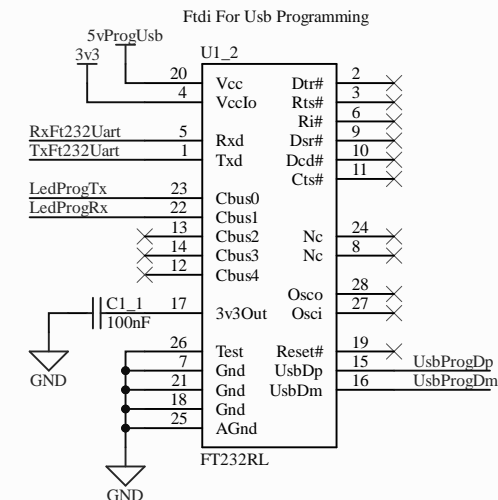 Ftdi For Usb Programming
5vProgUsb
3v3
U1_2
20 Vcc Dtr# 2
4 VccIo Rts# 3
Ri# 6
RxFt232Uart 5 Rxd Dsr# 9
TxFt232Uart 1 Txd Dcd# 10
Cts# 11
LedProgTx 23 Cbus0
LedProgRx 22 Cbus1
13 Cbus2 Nc 24
14 Cbus3 Nc 8
12 Cbus4
Osco 28
C1_1 17 3v3Out Osci 27
100nF
26 Test Reset# 19
7 Gnd UsbDp 15 UsbProgDp
21 Gnd UsbDm 16 UsbProgDm
18 Gnd
25 AGnd
GND
FT232RL
GND